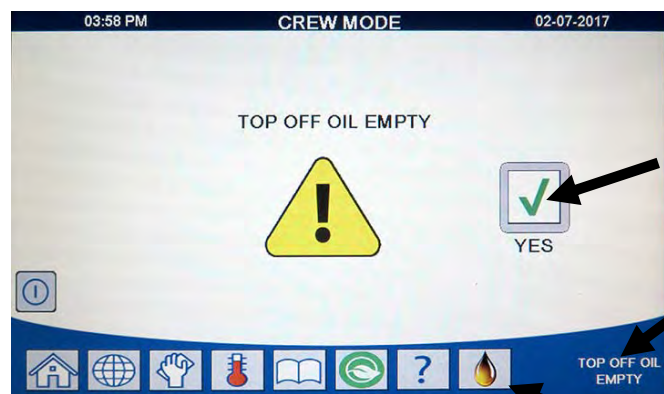 03:58 PM CREW MODE 02-07-2017
TOP OFF OIL EMPTY
YES
?
TOP OFF OIL
EMPTY